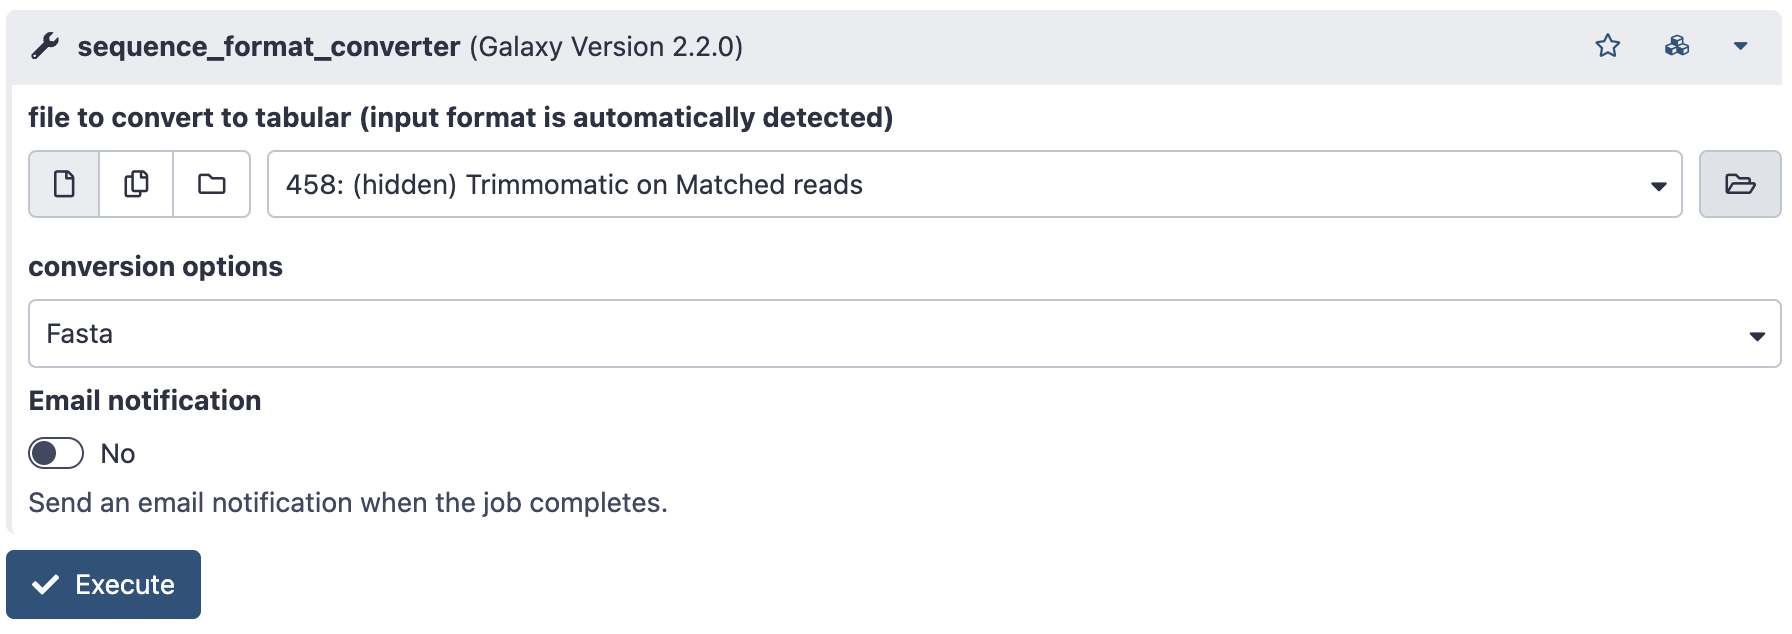 sequence_format_converter (Galaxy Version 2.2.0)
file to convert to tabular (input format is automatically detected)
458: (hidden) Trimmomatic on Matched reads
conversion options
Fasta
Email notification
No
Send an email notification when the job completes.
Execute